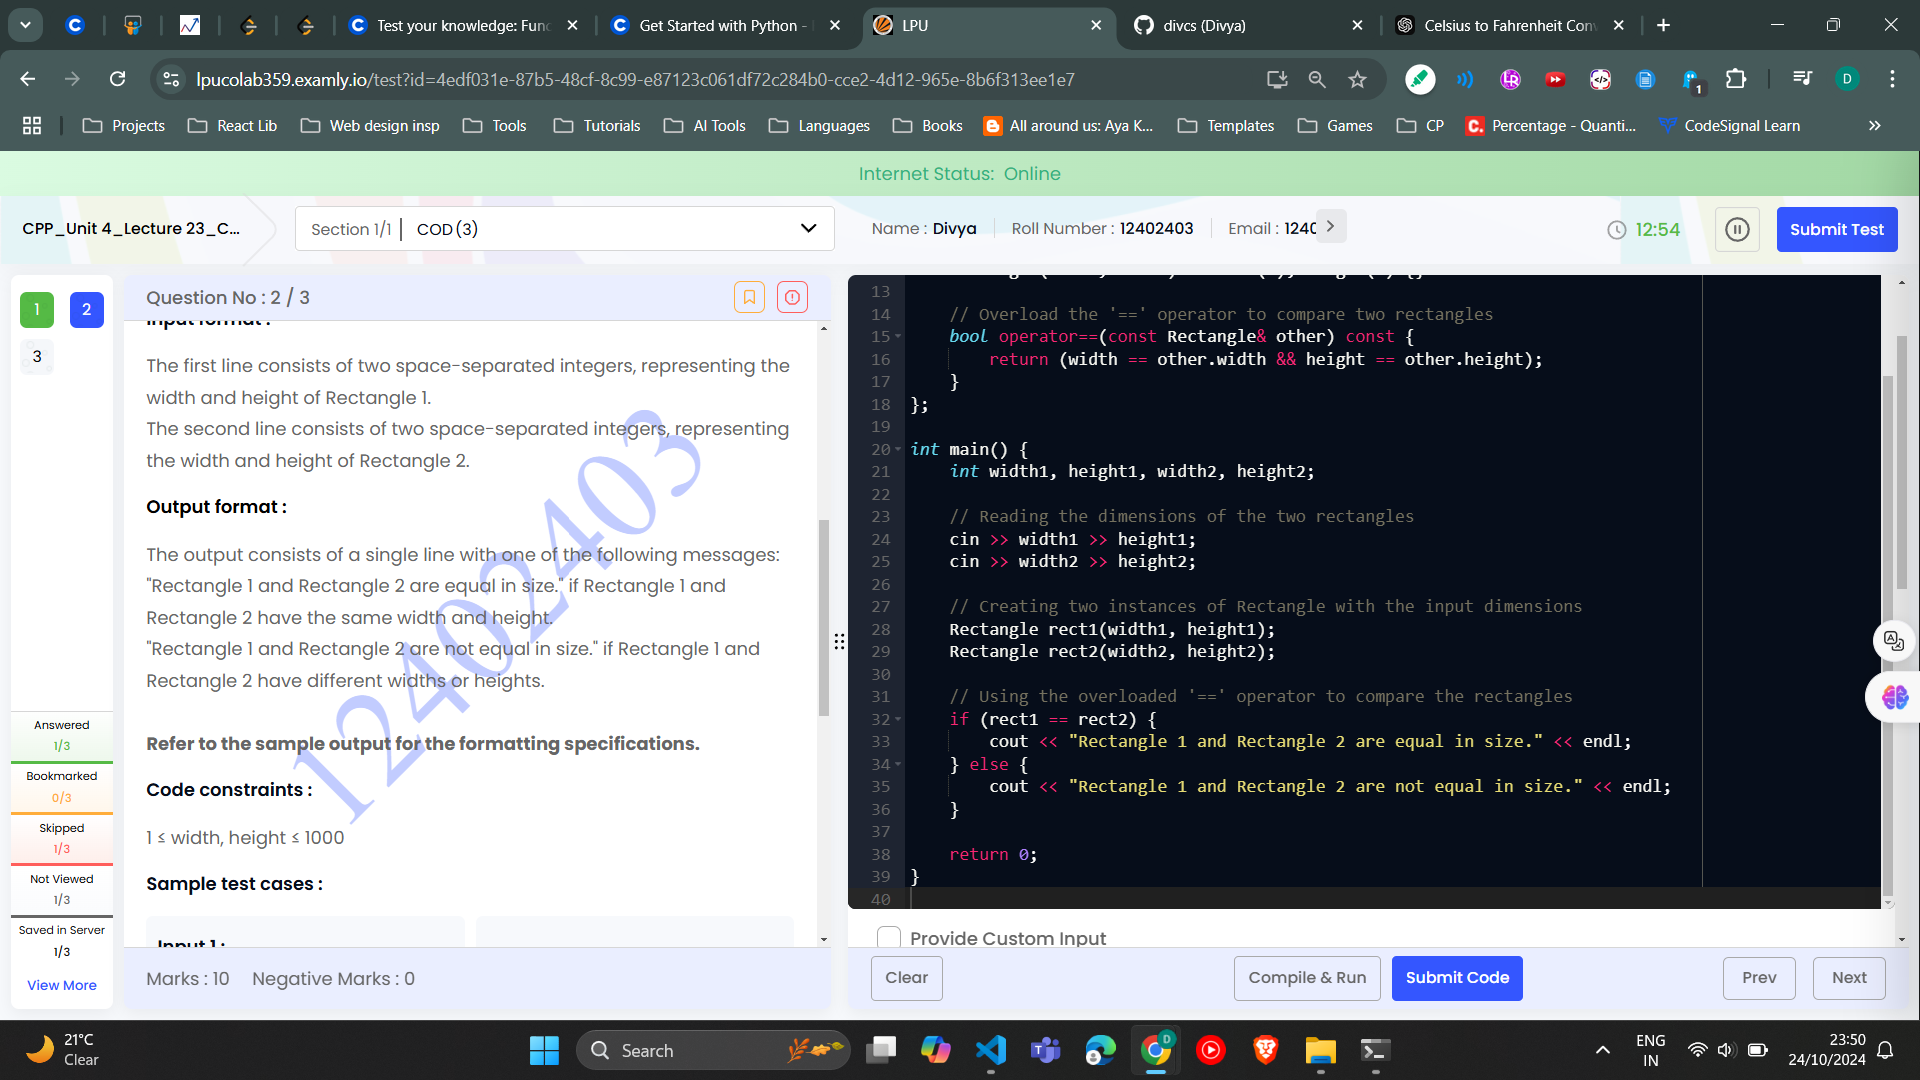 Test your knowledge: Func
Get Started with Python -
LPU
divcs (Divya)
Celsius to Fahrenheit Conv
lpucolab359.examly.io/test?id=4edf031e-87b5-48cf-8c99-e87123c061df72c284b0-cce2-4d12-965e-8b6f313ee1e7
1
D
Projects
React Lib
Web design insp
Tools
Tutorials
AI Tools
Languages
Books
All around us: Aya K...
Templates
Games
CP
Percentage - Quanti...
CodeSignal Learn
Internet Status: Online
CPP_Unit 4_Lecture 23_C...
Section 1/1 | COD (3)
Name : Divya
Roll Number : 12402403
Email : 1240
12:54
Submit Test
1
2
3
Question No : 2 / 3
Input format :
The first line consists of two space-separated integers, representing the
width and height of Rectangle 1.
The second line consists of two space-separated integers, representing
the width and height of Rectangle 2.
Output format :
The output consists of a single line with one of the following messages:
"Rectangle 1 and Rectangle 2 are equal in size." if Rectangle 1 and
Rectangle 2 have the same width and height.
"Rectangle 1 and Rectangle 2 are not equal in size." if Rectangle 1 and
Rectangle 2 have different widths or heights.
Refer to the sample output for the formatting specifications.
Code constraints :
1 ≤ width, height ≤ 1000
Sample test cases :
Input 1 :
12402403
Answered
1/3
Bookmarked
0/3
Skipped
1/3
Not Viewed
1/3
Saved in Server
1/3
View More
Marks : 10 Negative Marks : 0
13
14 // Overload the '==' operator to compare two rectangles
15 bool operator==(const Rectangle& other) const {
16 return (width == other.width && height == other.height);
17 }
18 };
19
20 int main() {
21 int width1, height1, width2, height2;
22
23 // Reading the dimensions of the two rectangles
24 cin >> width1 >> height1;
25 cin >> width2 >> height2;
26
27 // Creating two instances of Rectangle with the input dimensions
28 Rectangle rect1(width1, height1);
29 Rectangle rect2(width2, height2);
30
31 // Using the overloaded '==' operator to compare the rectangles
32 if (rect1 == rect2) {
33 cout << "Rectangle 1 and Rectangle 2 are equal in size." << endl;
34 } else {
35 cout << "Rectangle 1 and Rectangle 2 are not equal in size." << endl;
36 }
37
38 return 0;
39 }
40
Provide Custom Input
Clear
Compile & Run
Submit Code
Prev
Next
21°C
Clear
Search
D
ENG
IN
23:50
24/10/2024